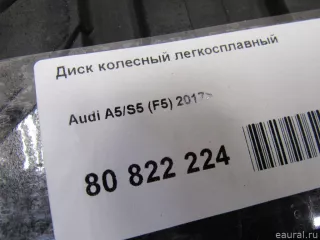 Диск колесный легкосплавный
Audi A5/S5 (F5) 2017>
80 822 224
eaural.ru